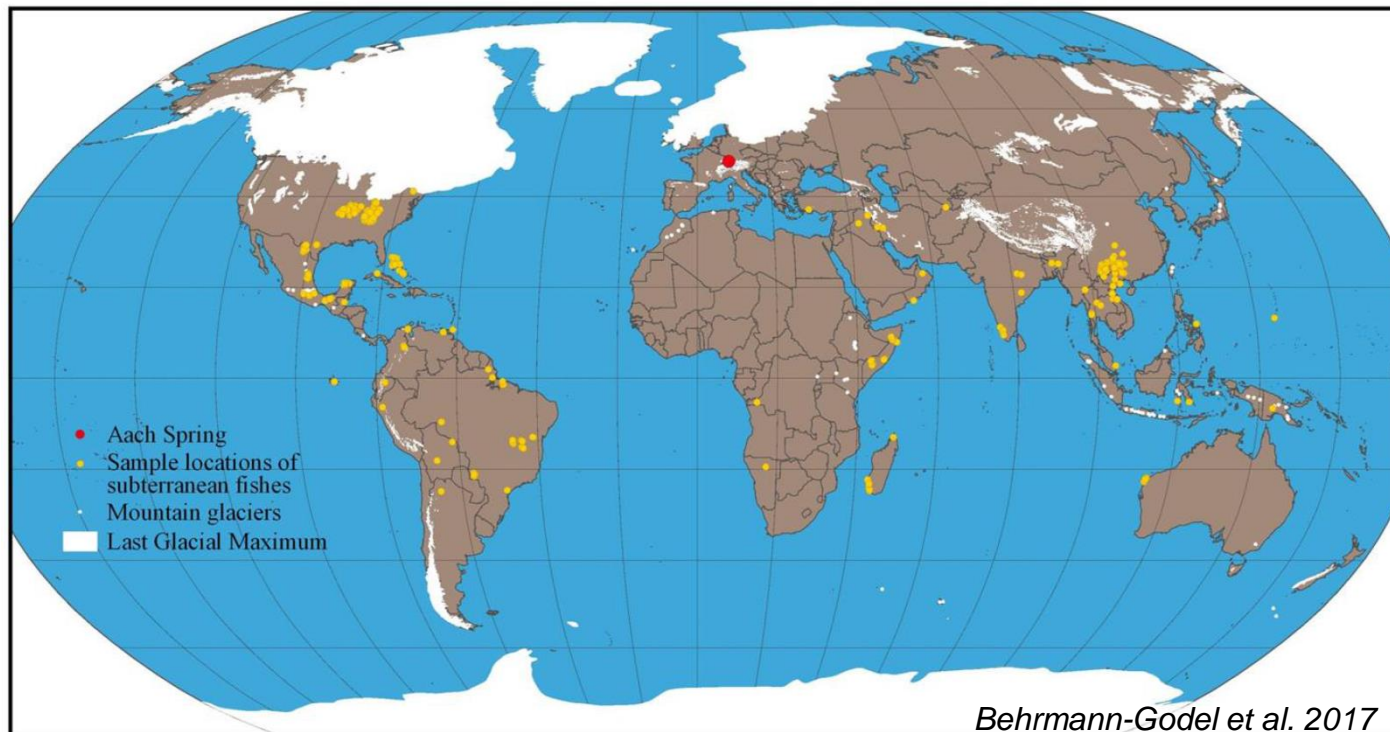 Aach Spring
Sample locations of
subterranean fishes
Mountain glaciers
Last Glacial Maximum
Behrmann-Godel et al. 2017